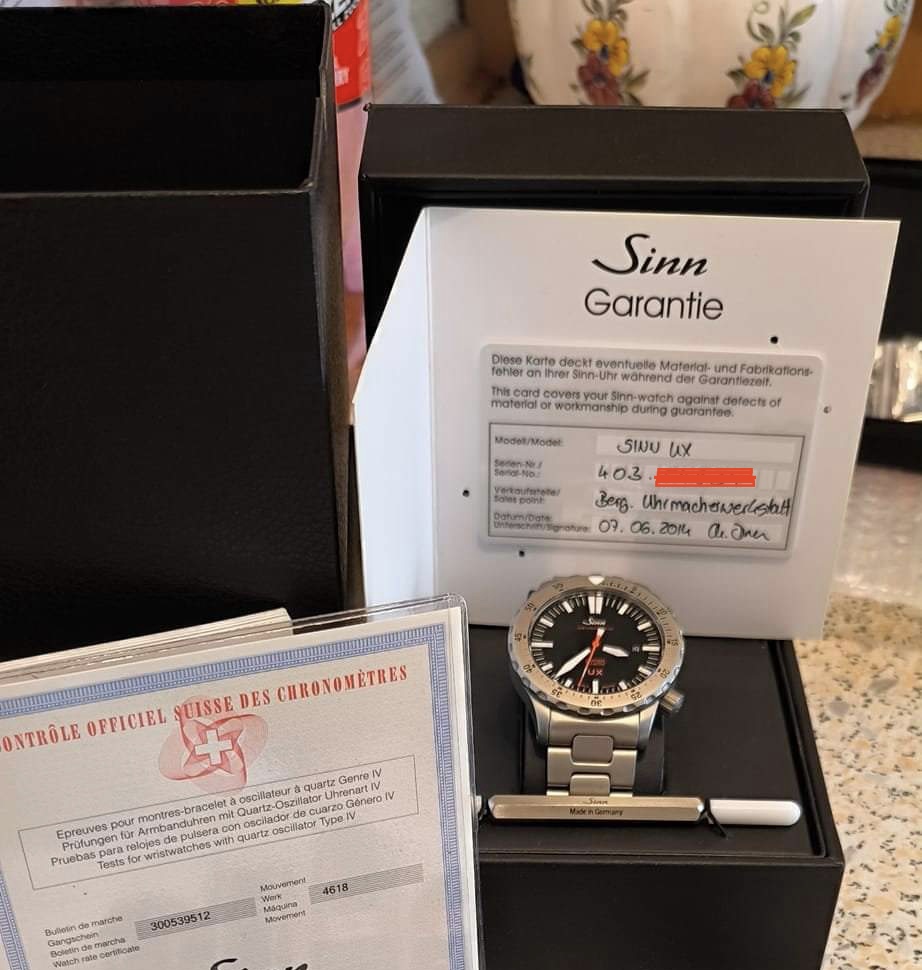 Sinn
Garantie
Diese Karte deckt eventuelle Material- und Fabrikations-
fehler an Ihrer Sinn-Uhr während der Garantiezeit.
This card covers your Sinn-watch against defects of
material or workmanship during guarantee.
Modell/Model: SINN UX
Serien-Nr./
Serial-No.: 403.
Verkaufsstelle/
Sales point: Berg. Uhrmacherwerkstatt
Datum/Date: 07.06.2014
Unterschrift/Signature:
Sinn
UX
30
Sinn
Made in Germany
CONTRÔLE OFFICIEL SUISSE DES CHRONOMÈTRES
Epreuves pour montres-bracelet à oscillateur à quartz Genre IV
Prüfungen für Armbanduhren mit Quartz-Oszillator Uhrenart IV
Pruebas para relojes de pulsera con oscilador de cuarzo Género IV
Tests for wristwatches with quartz oscillator Type IV
Bulletin de marche
Gangschein
Boletin de marcha
Watch rate certificate
300539512
Mouvement
Werk
Máquina
Movement
4618
Sinn